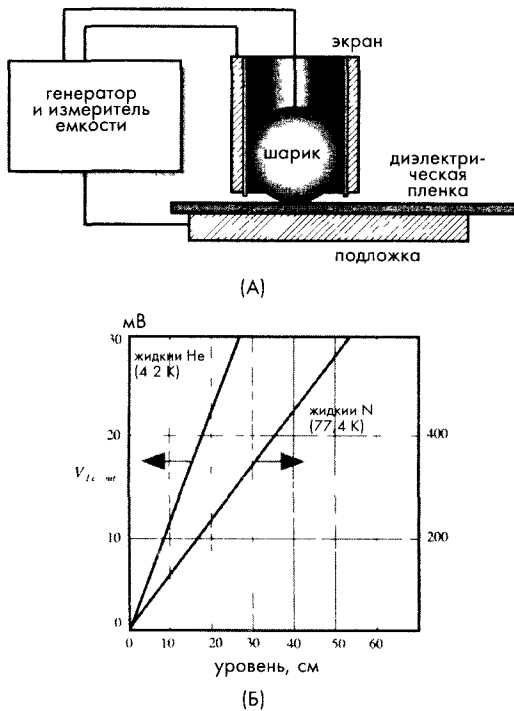 экран
генератор
и измеритель
емкости
шарик
диэлектри-
ческая
пленка
подложка
(А)
мВ
30
жидкии He
(4 2 К)
жидкий N
(77,4 К)
20
400
10
200
0
0 10 20 30 40 50 60
уровень, см
(Б)